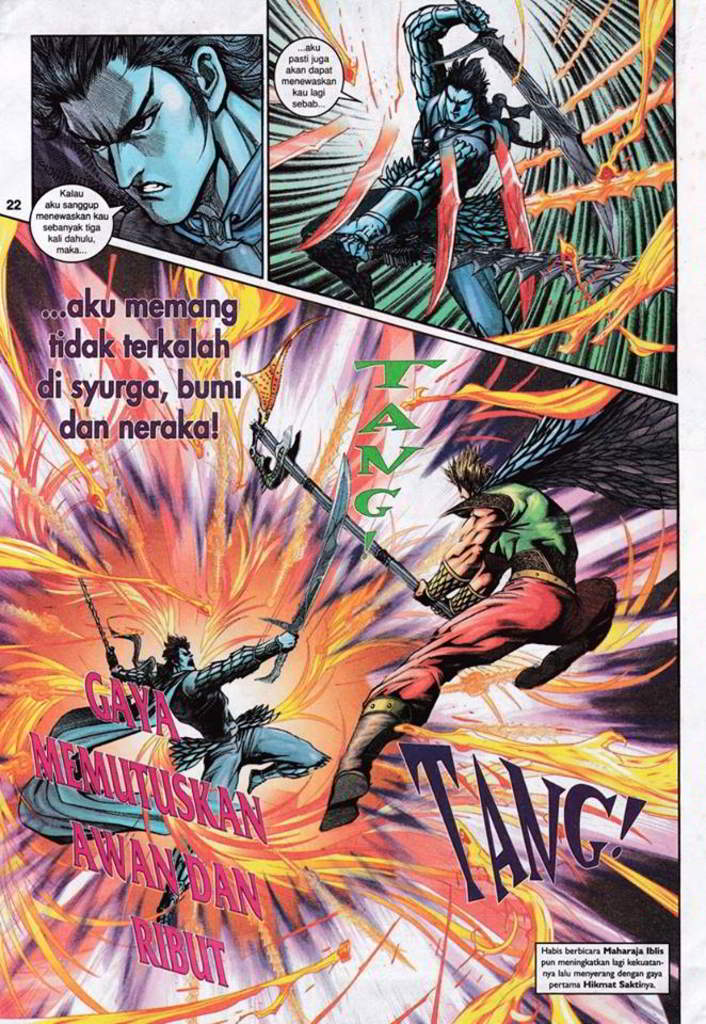 22
Kalau
aku sanggup
menewaskan kau
sebanyak tiga
kali dahulu,
maka...
...aku
pasti juga
akan dapat
menewaskan
kau lagi
sebab...
...aku memang
tidak terkalah
di syurga, bumi
dan neraka!
TANG!
GAYA
MEMUTUSKAN
AWAN DAN
RIBUT
TANG!
Habis berbicara Maharaja Iblis
pun meningkatkan lagi kekuatan-
nya lalu menyerang dengan gaya
pertama Hikmat Saktinya.